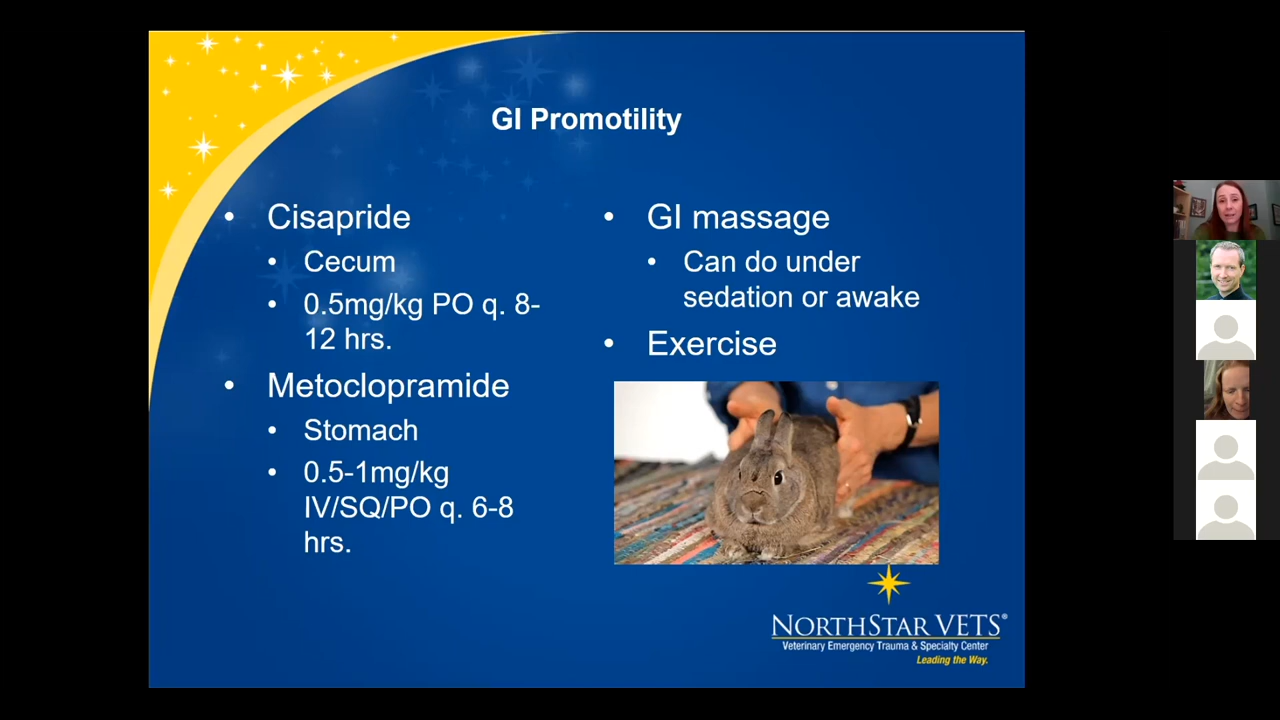 GI Promotility
• Cisapride
• Cecum
• 0.5mg/kg PO q. 8-
12 hrs.
• Metoclopramide
• Stomach
• 0.5-1mg/kg
IV/SQ/PO q. 6-8
hrs.
• GI massage
• Can do under
sedation or awake
• Exercise
NORTHSTAR VETS®
Veterinary Emergency Trauma & Specialty Center
Leading the Way.